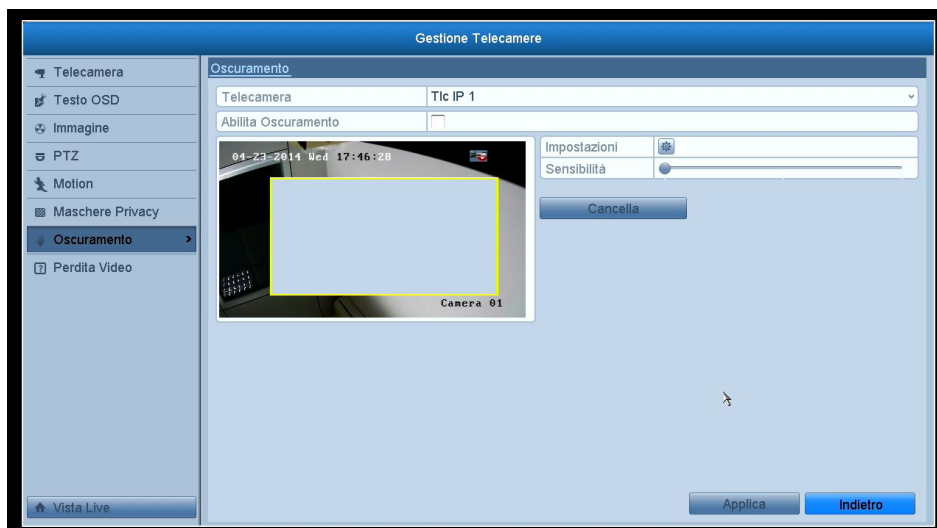 Gestione Telecamere
Telecamera
Testo OSD
Immagine
PTZ
Motion
Maschere Privacy
Oscuramento
Perdita Video
Vista Live
Oscuramento
Telecamera
Tlc IP 1
Abilita Oscuramento
04-23-2014 Wed 17:46:28
Camera 01
Impostazioni
Sensibilità
Cancella
Applica
Indietro